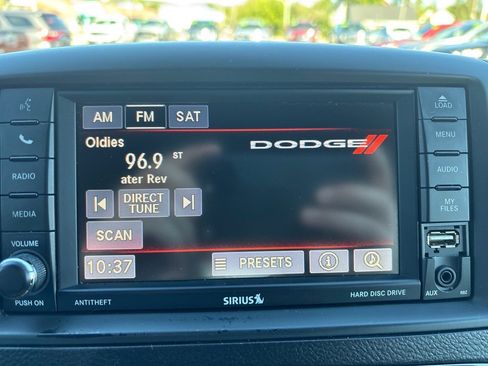 AM FM SAT
LOAD
Oldies
DODGE
96.9 ST
MENU
ater Rev
RADIO
AUDIO
DIRECT
TUNE
MEDIA
MY
FILES
SCAN
VOLUME
10:37 PRESETS
PUSH ON ANTITHEFT SIRIUS HARD DISC DRIVE AUX